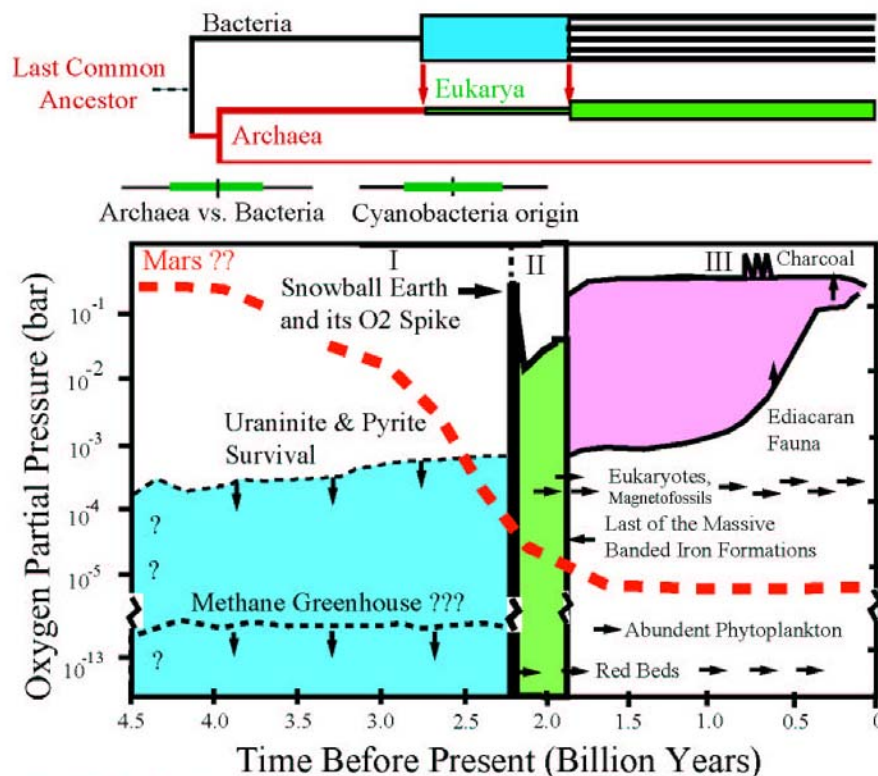 Bacteria
Last Common
Ancestor
Eukarya
Archaea
Archaea vs. Bacteria
Cyanobacteria origin
Mars ??
I
II
III
Charcoal
Snowball Earth
and its O2 Spike
Uraninite & Pyrite
Survival
Ediacaran
Fauna
Eukaryotes,
Magnetofossils
Last of the Massive
Banded Iron Formations
?
?
Methane Greenhouse ???
Abundent Phytoplankton
?
Red Beds
Oxygen Partial Pressure (bar)
10-1
10-2
10-3
10-4
10-5
10-13
4.5 4.0 3.5 3.0 2.5 2.0 1.5 1.0 0.5 0
Time Before Present (Billion Years)